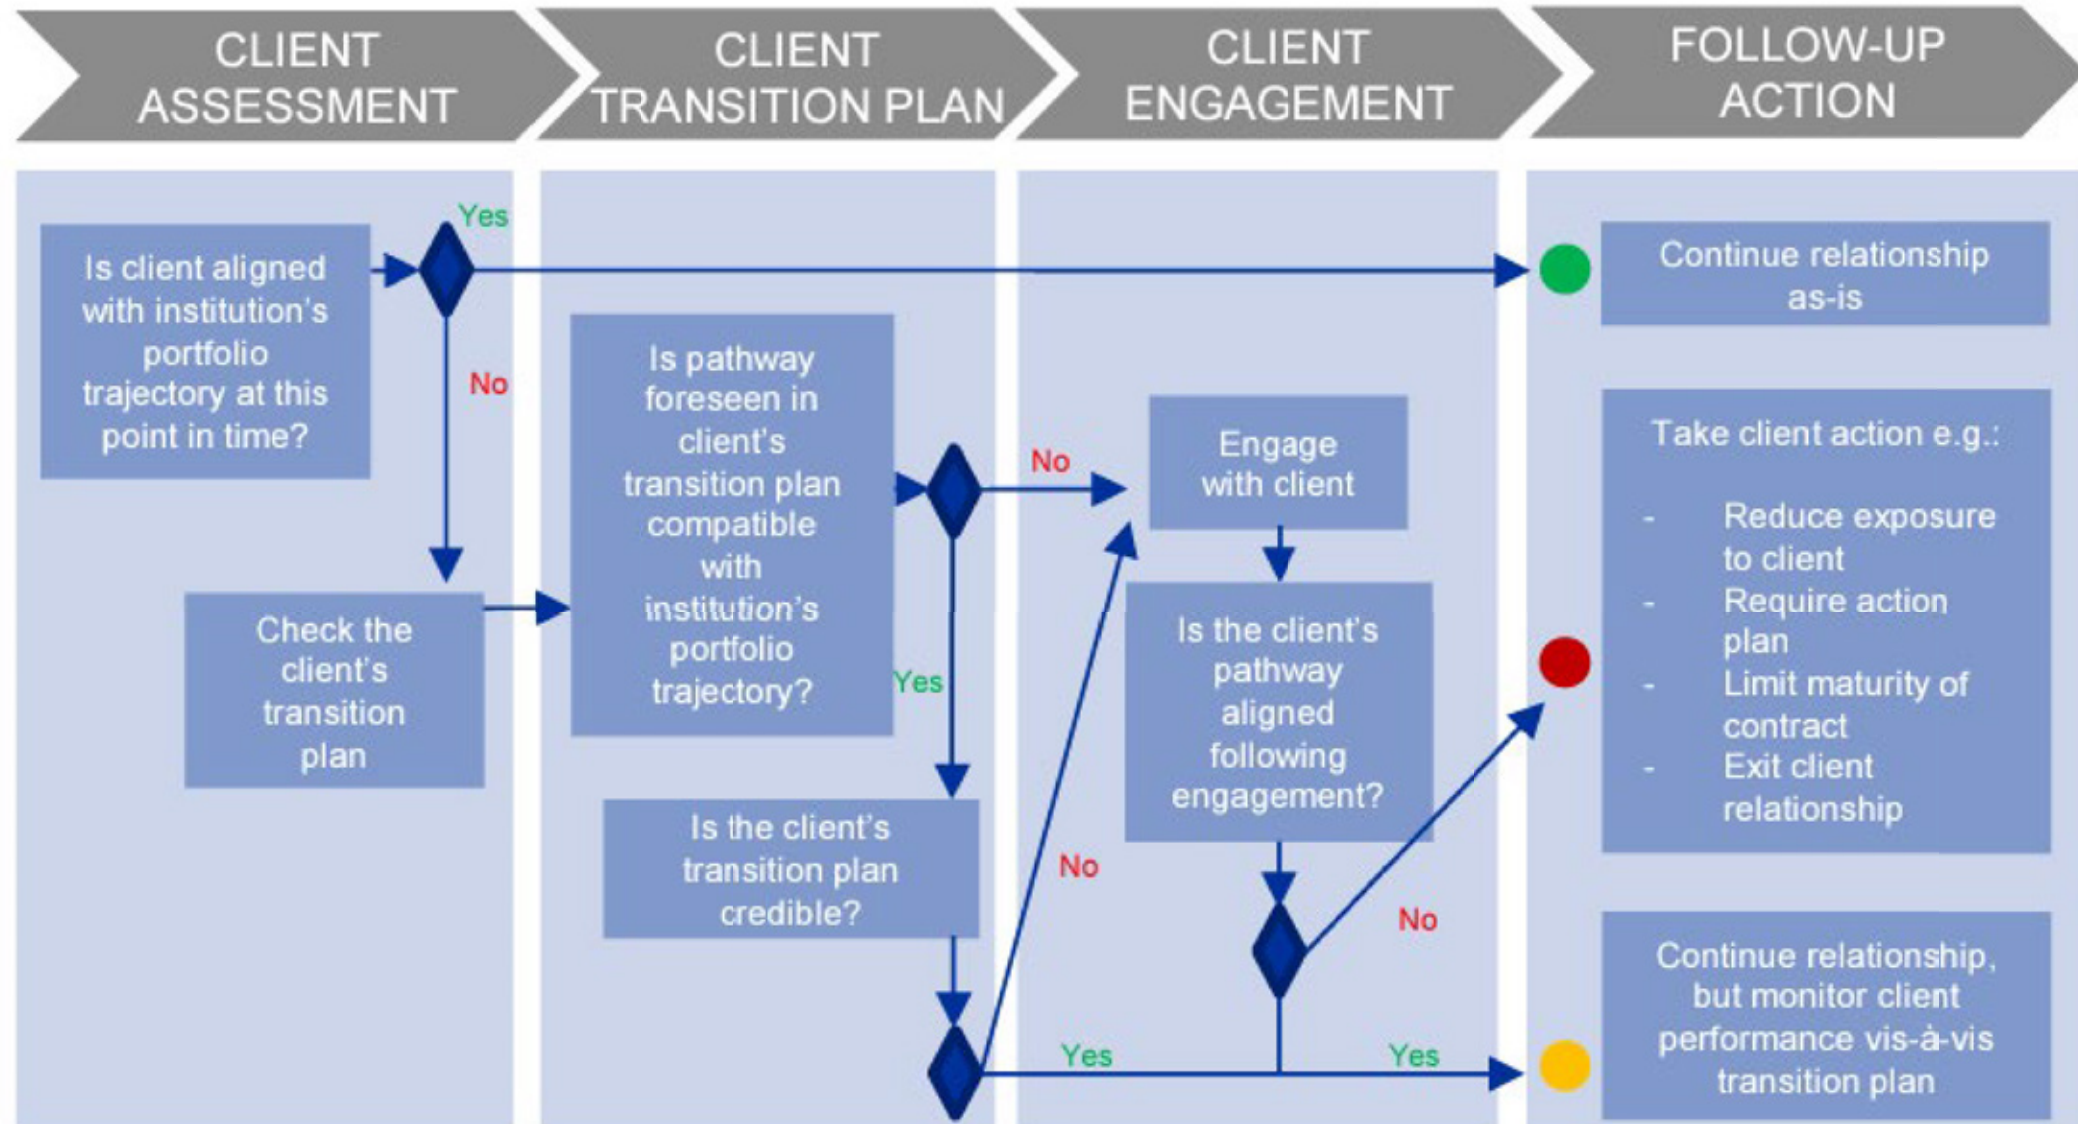 CLIENT
ASSESSMENT
CLIENT
TRANSITION PLAN
CLIENT
ENGAGEMENT
FOLLOW-UP
ACTION
Is client aligned
with institution's
portfolio
trajectory at this
point in time?
Yes
No
Check the
client's
transition
plan
Is pathway
foreseen in
client's
transition plan
compatible
with
institution's
portfolio
trajectory?
No
Yes
Is the client's
transition plan
credible?
No
Yes
Engage
with client
Is the client's
pathway
aligned
following
engagement?
No
Yes
Continue relationship
as-is
Take client action e.g.:
- Reduce exposure
to client
- Require action
plan
- Limit maturity of
contract
- Exit client
relationship
Continue relationship,
but monitor client
performance vis-à-vis
transition plan